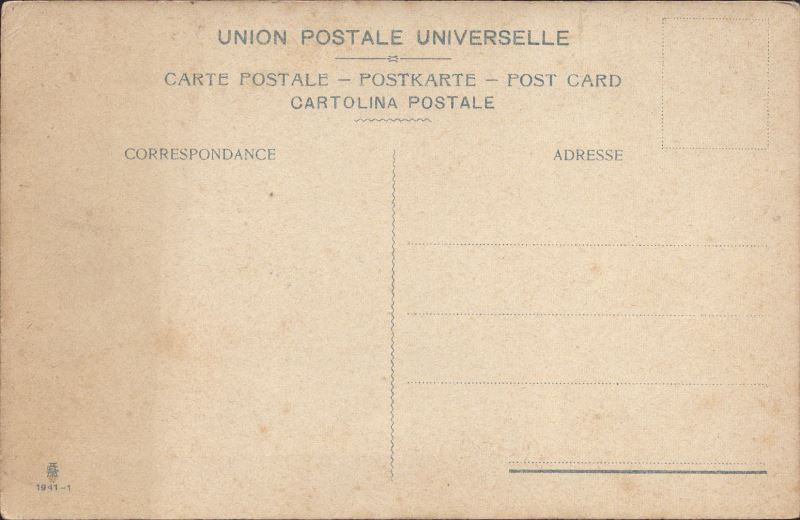 UNION POSTALE UNIVERSELLE
CARTE POSTALE – POSTKARTE – POST CARD
CARTOLINA POSTALE
CORRESPONDANCE
ADRESSE
1941-1